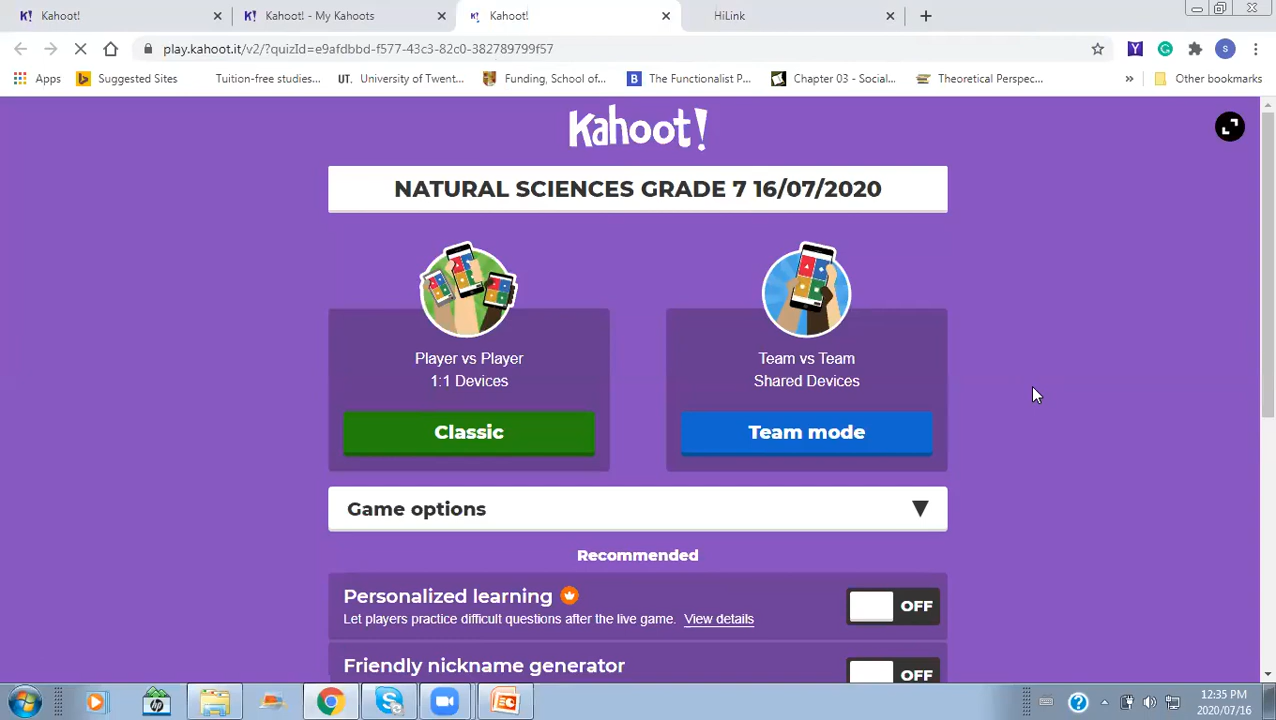 Kahoot!
Kahoot! - My Kahoots
Kahoot!
HiLink
play.kahoot.it/v2/?quizId=e9afdbbd-f577-43c3-82c0-382789799f57
S
Apps
Suggested Sites
Tuition-free studies...
UT. University of Twent...
Funding, School of...
B The Functionalist P...
Chapter 03 - Social...
Theoretical Perspec...
»
Other bookmarks
Kahoot!
NATURAL SCIENCES GRADE 7 16/07/2020
Player vs Player
1:1 Devices
Classic
Team vs Team
Shared Devices
Team mode
Game options
Recommended
Personalized learning
Let players practice difficult questions after the live game. View details
OFF
Friendly nickname generator
OFF
12:35 PM
2020/07/16